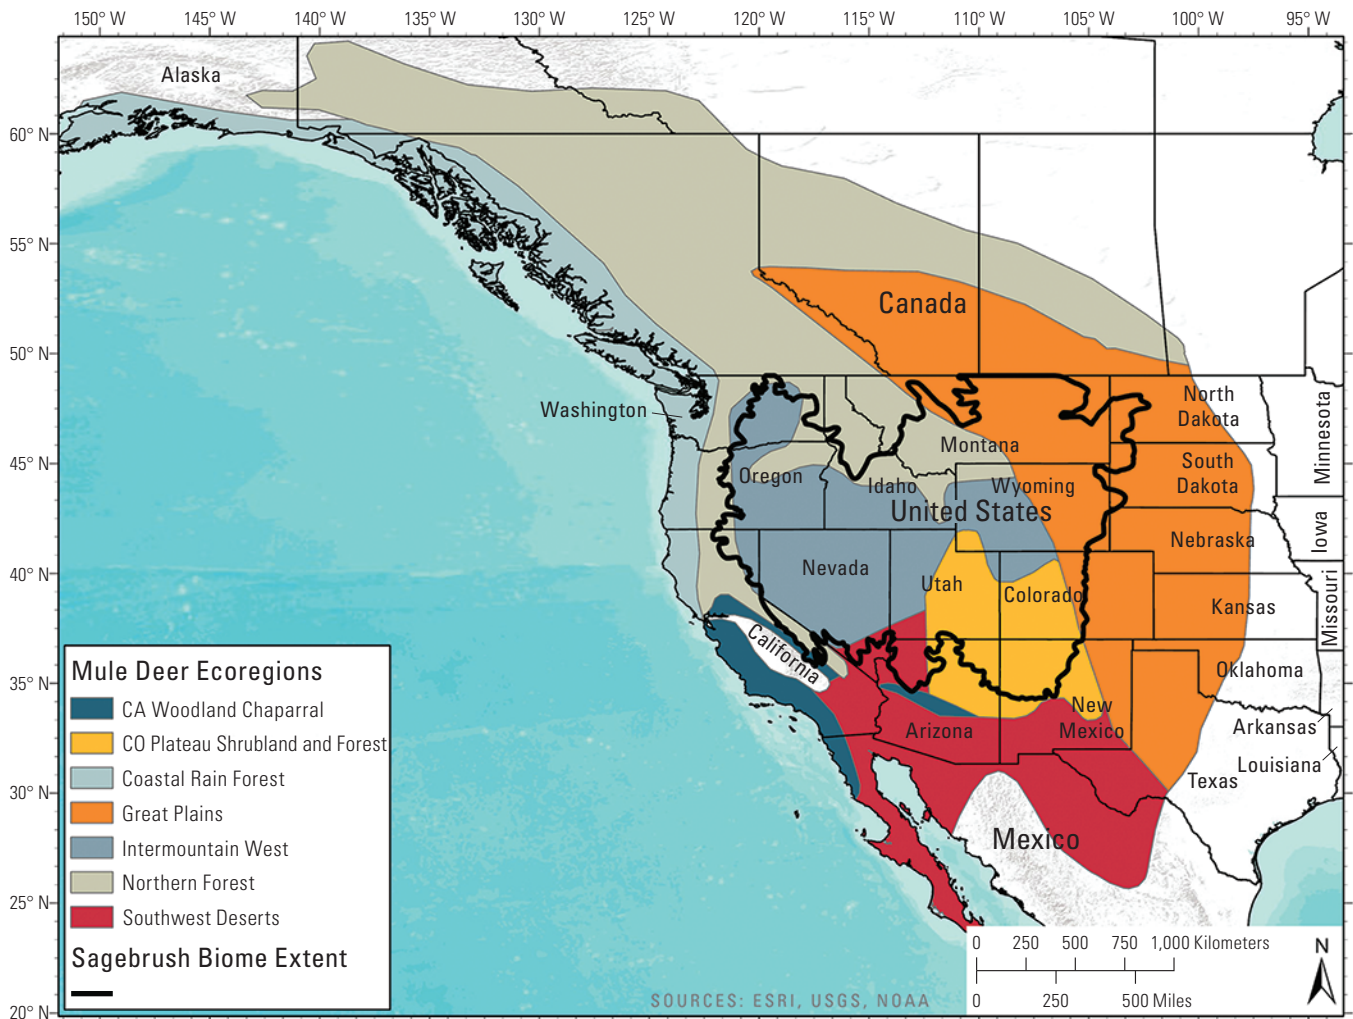 150°W 145°W 140°W 135°W 130°W 125°W 120°W 115°W 110°W 105°W 100°W 95°W
Alaska
60° N
55° N
Canada
50° N
North
Dakota
Washington
Minnesota
Montana
45° N
South
Dakota
Oregon
Idaho
Wyoming
United States
Iowa
Nebraska
40° N
Nevada
Utah
Colorado
Kansas
Missouri
California
Oklahoma
35° N
New
Mexico
Arizona
Arkansas
Louisiana
Texas
30° N
Mexico
25° N
20° N
Mule Deer Ecoregions
CA Woodland Chaparral
CO Plateau Shrubland and Forest
Coastal Rain Forest
Great Plains
Intermountain West
Northern Forest
Southwest Deserts
Sagebrush Biome Extent
0 250 500 750 1,000 Kilometers
0 250 500 Miles
N
SOURCES: ESRI, USGS, NOAA